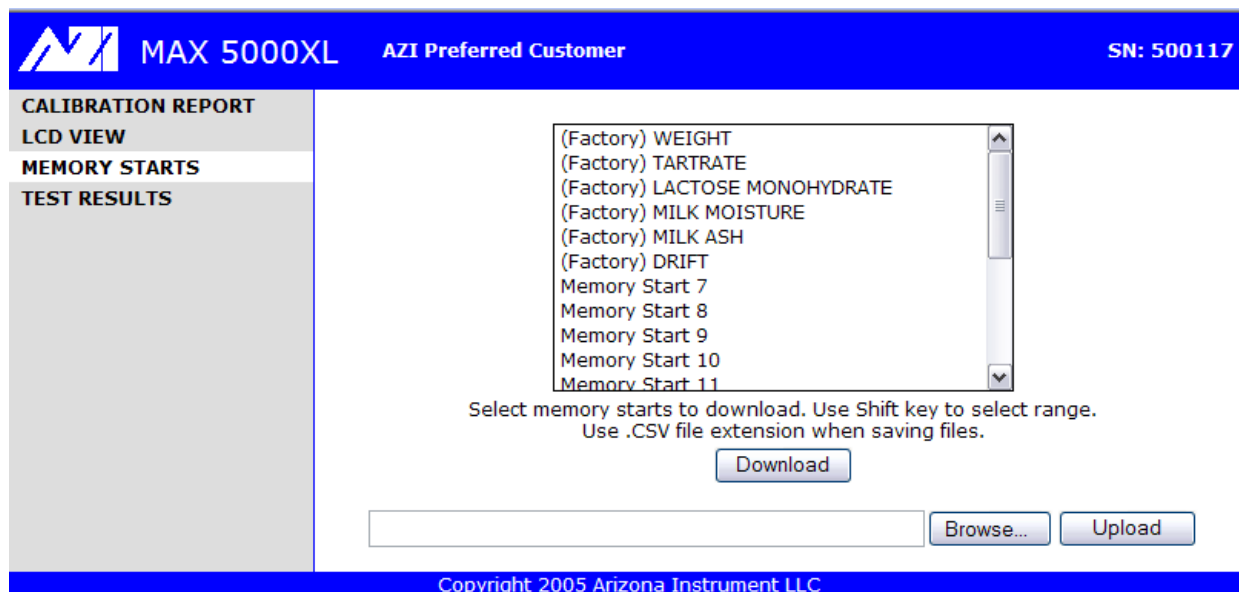 AZI MAX 5000XL AZI Preferred Customer SN: 500117
CALIBRATION REPORT
LCD VIEW
MEMORY STARTS
TEST RESULTS
(Factory) WEIGHT
(Factory) TARTRATE
(Factory) LACTOSE MONOHYDRATE
(Factory) MILK MOISTURE
(Factory) MILK ASH
(Factory) DRIFT
Memory Start 7
Memory Start 8
Memory Start 9
Memory Start 10
Memory Start 11
Select memory starts to download. Use Shift key to select range.
Use .CSV file extension when saving files.
Download
Browse... Upload
Copyright 2005 Arizona Instrument LLC